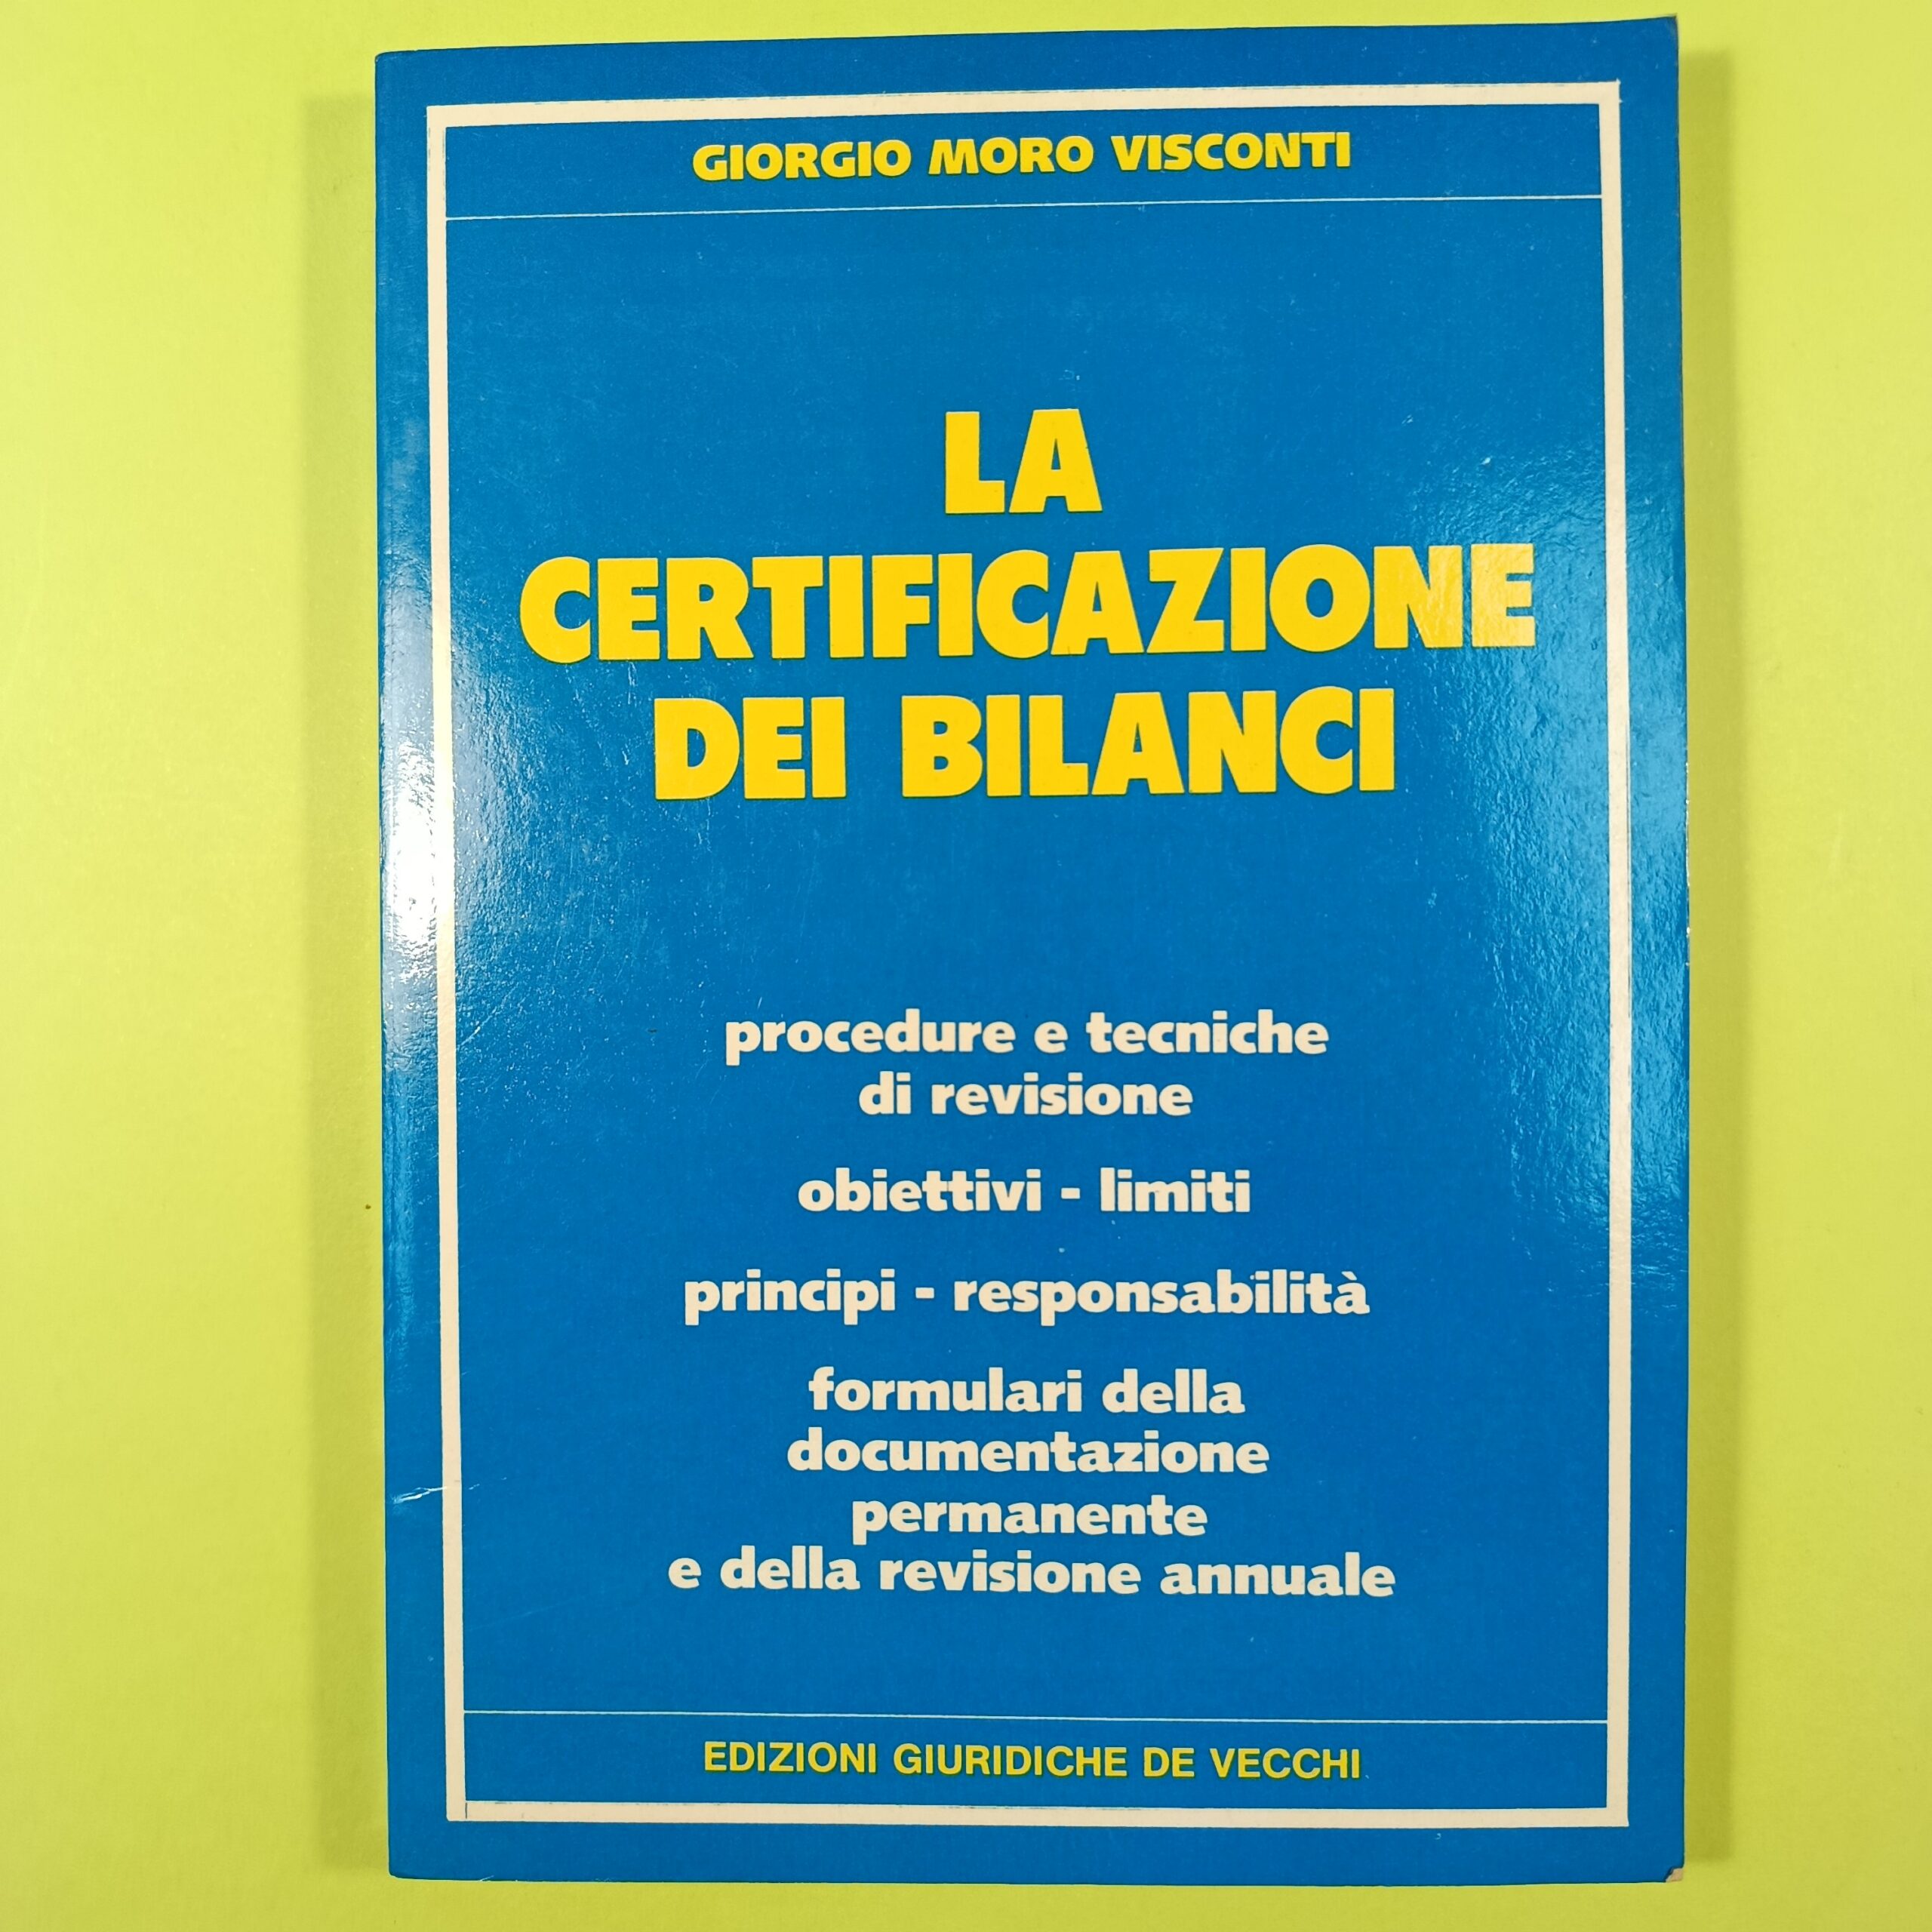 GIORGIO MORO VISCONTI
LA
CERTIFICAZIONE
DEI BILANCI
procedure e tecniche
di revisione
obiettivi - limiti
principi - responsabilità
formulari della
documentazione
permanente
e della revisione annuale
EDIZIONI GIURIDICHE DE VECCHI